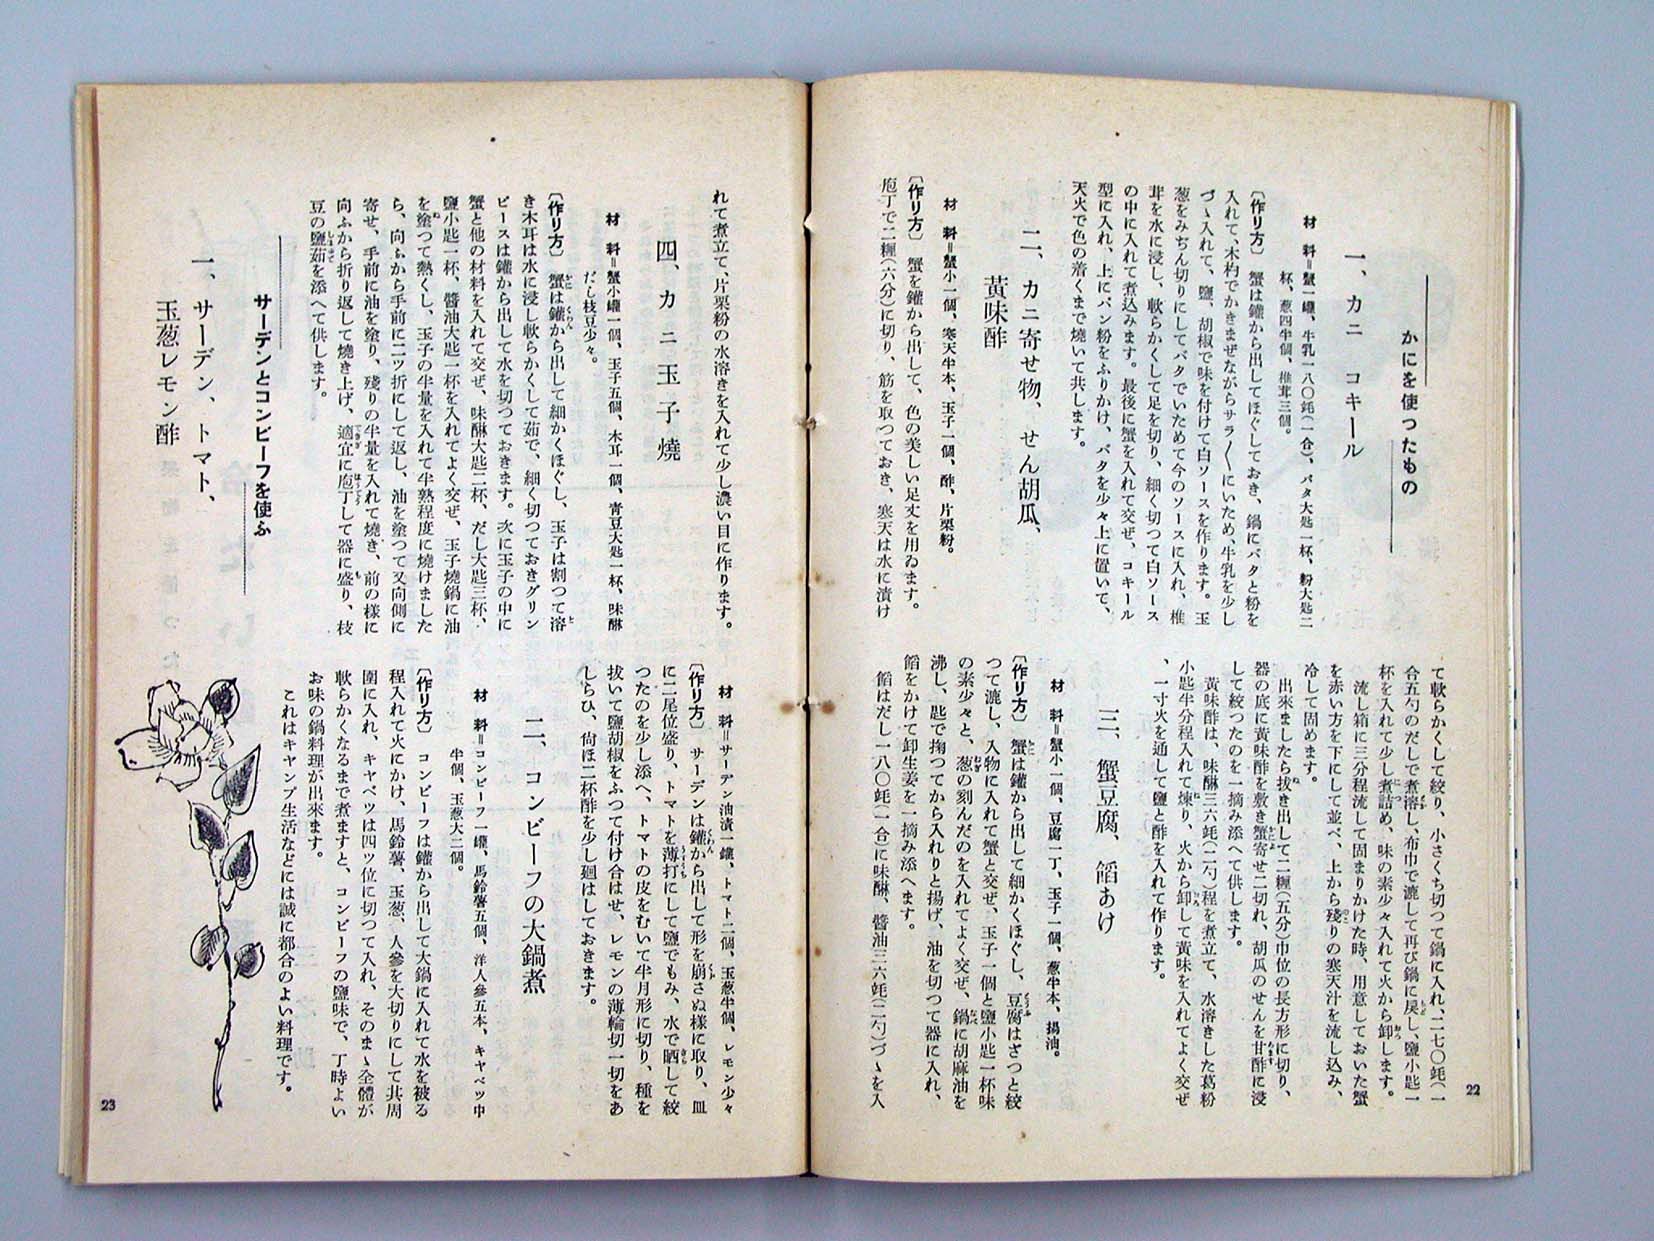 かにを使つたもの
一、カニ コキール
材 料＝蟹一罐、牛乳一八〇竓(一合)、バタ大匙一杯、粉大匙二
杯、葱四半個、椎茸三個。
〔作り方〕 蟹は罐から出してほぐしておき、鍋にバタと粉を
入れて、木杓でかきまぜながらサラ〱にいため、牛乳を少し
づゝ入れて、鹽、胡椒で味を付けて白ソースを作ります。玉
葱をみぢん切りにしてバタでいためて今のソースに入れ、椎
茸を水に浸し、軟らかくして足を切り、細く切つて白ソース
の中に入れて煮込みます。最後に蟹を入れて交ぜ、コキール
型に入れ、上にパン粉をふりかけ、バタを少々上に置いて、
天火で色の着くまで燒いて共します。
二、カニ寄せ物、せん胡瓜、
黃味酢
材 料＝蟹小一個、寒天半本、玉子一個、酢、片栗粉。
〔作り方〕 蟹を罐から出して、色の美しい足丈を用ゐます。
庖丁で二糎(六分)に切り、筋を取つておき、寒天は水に漬け
て軟らかくして絞り、小さくち切つて鍋に入れ、二七〇竓(一
合五勺のだしで煮溶し、布巾で漉して再び鍋に戾し、鹽小匙一
杯を入れて少し煮詰め、味の素少々入れて火から卸します。
流し箱に三分程流して固まりかけた時、用意しておいた蟹
を赤い方を下にして並べ、上から殘りの寒天汁を流し込み、
冷して固めます。
出來ましたら拔き出して二糎(五分)巾位の長方形に切り、
器の底に黃味酢を敷き蟹寄せ二切れ、胡瓜のせんを甘酢に浸
して絞つたのを一摘み添へて供します。
黃味酢は、味醂三六竓(二勺)程を煮立て、水溶きした葛粉
小匙半分程入れて煉り、火から卸して黃味を入れてよく交ぜ
、一寸火を通して鹽と酢を入れて作ります。
三、蟹豆腐、餡あけ
材 料＝蟹小一個、豆腐一丁、玉子一個、葱半本、揚油。
〔作り方〕 蟹は罐から出して細かくほぐし、豆腐はざつと絞
つて漉し、入物に入れて蟹と交ぜ、玉子一個と鹽小匙一杯味
の素少々と、葱の刻んだのを入れてよく交ぜ、鍋に胡麻油を
沸し、匙で掬つてから入れりと揚げ、油を切つて器に入れ、
餡をかけて卸生姜を一摘み添へます。
餡はだし一八〇竓(一合)に味醂、醬油三六竓(二勺)づゝを入
22
れて煮立て、片栗粉の水溶きを入れて少し濃い目に作ります。
四、カニ玉子燒
材 料＝蟹小罐一個、玉子五個、木耳一個、靑豆大匙一杯、味醂
だし枝豆少々。
〔作り方〕 蟹は罐から出して細かくほぐし、玉子は割つて溶
き木耳は水に浸し軟らかくして茹で、細く切つておきグリン
ピースは罐から出して水を切つておきます。次に玉子の中に
蟹と他の材料を入れて交ぜ、味醂大匙二杯、だし大匙三杯、
鹽小匙一杯、醬油大匙一杯を入れてよく交ぜ、玉子燒鍋に油
を塗つて熱くし、玉子の半量を入れて半熟程度に燒けました
ら、向ふから手前に二ツ折にして返し、油を塗つて又向側に
寄せ、手前に油を塗り、殘りの半量を入れて燒き、前の樣に
向ふから折り返して燒き上げ、適宜に庖丁して器に盛り、枝
豆の鹽茹を添へて供します。
サーデンとコンビーフを使ふ
一、サーデン、トマト、
玉葱レモン酢
材 料＝サーデン油漬一罐、トマト二個、玉葱半個、レモン少々
〔作り方〕 サーデンは罐から出して形を崩さぬ樣に取り、皿
に二尾位盛り、トマトを薄打にして鹽でもみ、水で晒して絞
つたのを少し添へ、トマトの皮をむいて半月形に切り、種を
拔いて鹽胡椒をふつて付け合はせ、レモンの薄輪切一切をあ
しらひ、尙ほ二杯酢を少し廻はしておきます。
二、コンビーフの大鍋煮
材 料＝コンビーフ一罐、馬鈴薯五個、洋人參五本、キャベツ中
半個、玉葱大二個。
〔作り方〕 コンビーフは罐から出して大鍋に入れて水を被る
程入れて火にかけ、馬鈴薯、玉葱、人參を大切りにして共周
圍に入れ、キヤベツは四ツ位に切つて入れ、そのまゝ全體が
軟らかくなるまで煮ますと、コンビーフの鹽味で、丁時よい
お味の鍋料理が出來ます。
これはキヤンプ生活などには誠に都合のよい料理です。
23